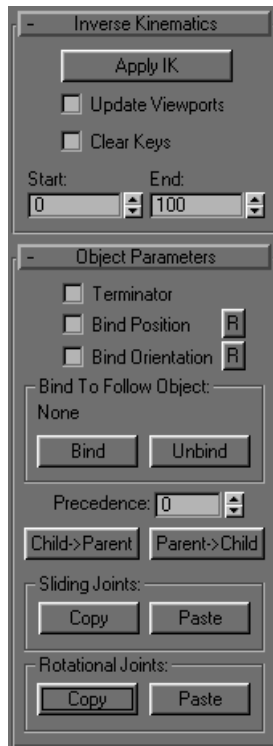 - Inverse Kinematics
Apply IK
Update Viewports
Clear Keys
Start: End:
0 100
- Object Parameters
Terminator
Bind Position R
Bind Orientation R
Bind To Follow Object:
None
Bind Unbind
Precedence: 0
Child->Parent Parent->Child
Sliding Joints:
Copy Paste
Rotational Joints:
Copy Paste